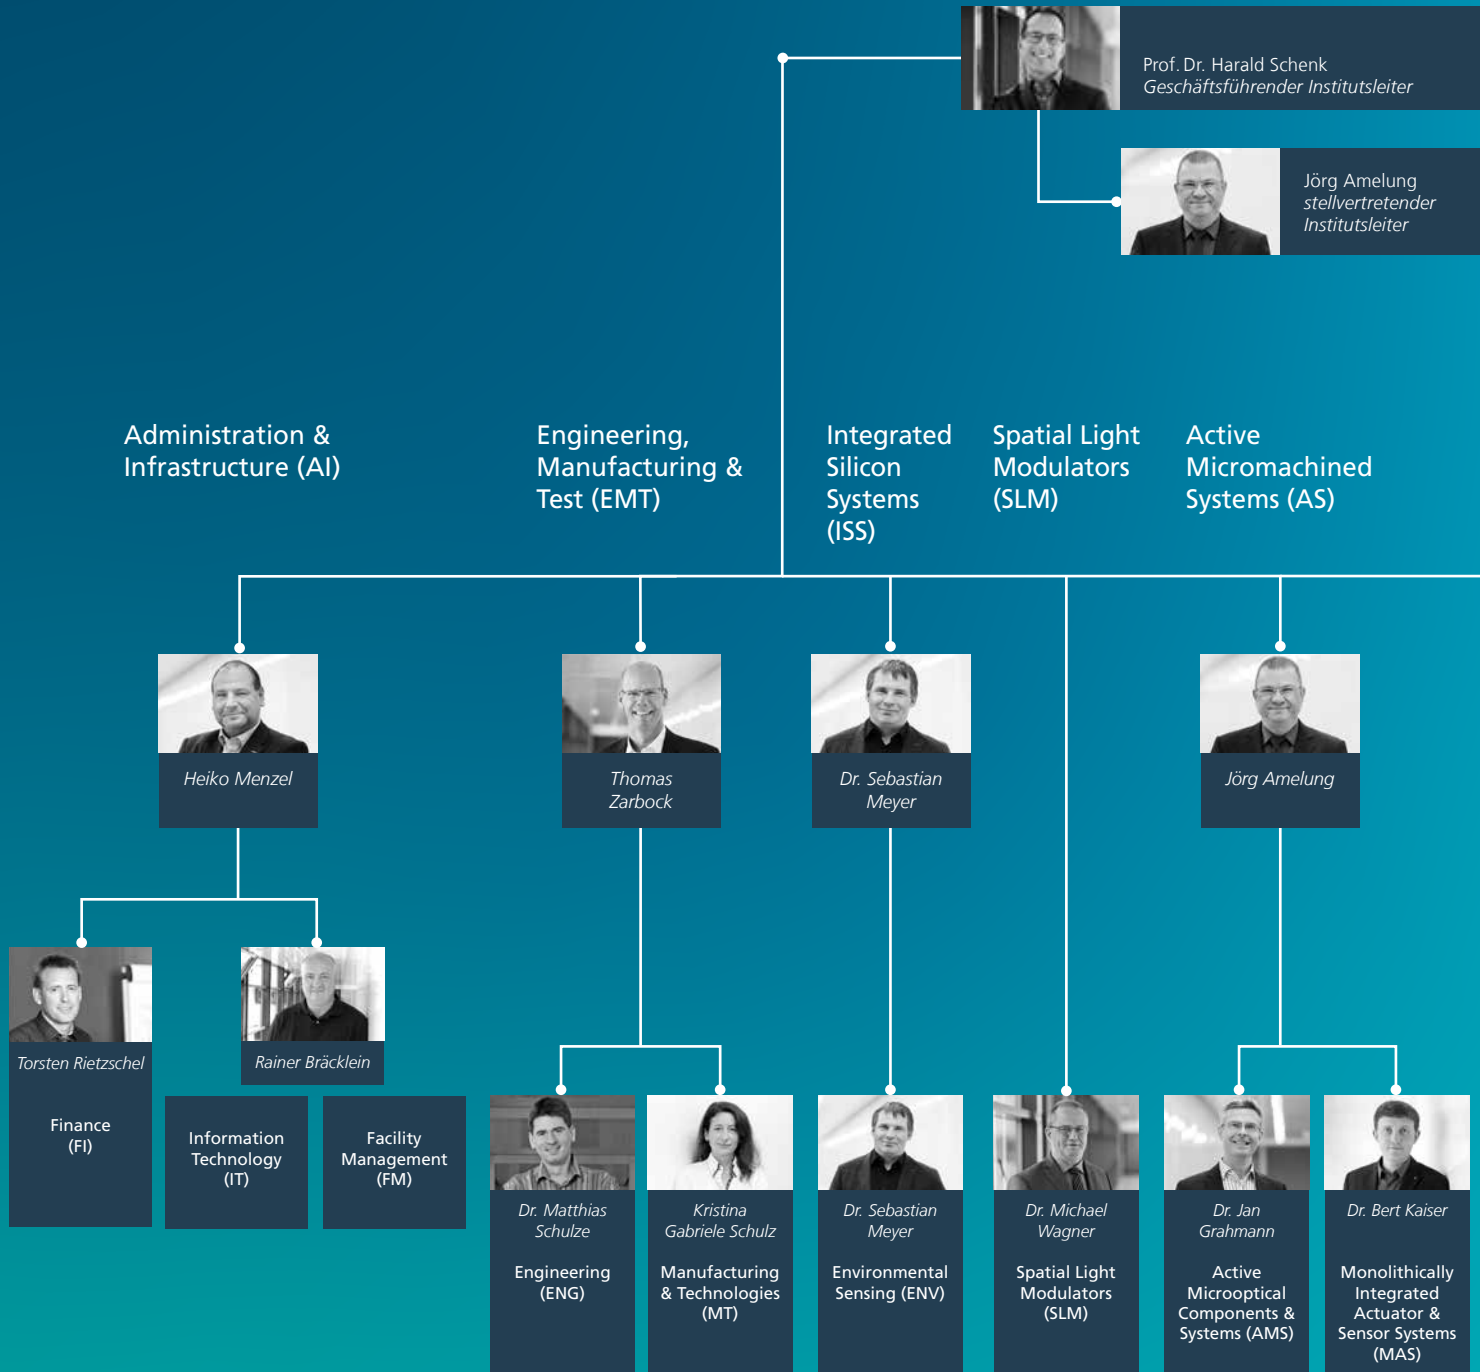 Prof. Dr. Harald Schenk
Geschäftsführender Institutsleiter
Jörg Amelung
stellvertretender
Institutsleiter
Administration &
Infrastructure (AI)
Engineering,
Manufacturing &
Test (EMT)
Integrated
Silicon
Systems
(ISS)
Spatial Light
Modulators
(SLM)
Active
Micromachined
Systems (AS)
Heiko Menzel
Thomas
Zarbock
Dr. Sebastian
Meyer
Jörg Amelung
Torsten Rietzschel
Finance
(FI)
Rainer Bräcklein
Information
Technology
(IT)
Facility
Management
(FM)
Dr. Matthias
Schulze
Engineering
(ENG)
Kristina
Gabriele Schulz
Manufacturing
& Technologies
(MT)
Dr. Sebastian
Meyer
Environmental
Sensing (ENV)
Dr. Michael
Wagner
Spatial Light
Modulators
(SLM)
Dr. Jan
Grahmann
Active
Microoptical
Components &
Systems (AMS)
Dr. Bert Kaiser
Monolithically
Integrated
Actuator &
Sensor Systems
(MAS)